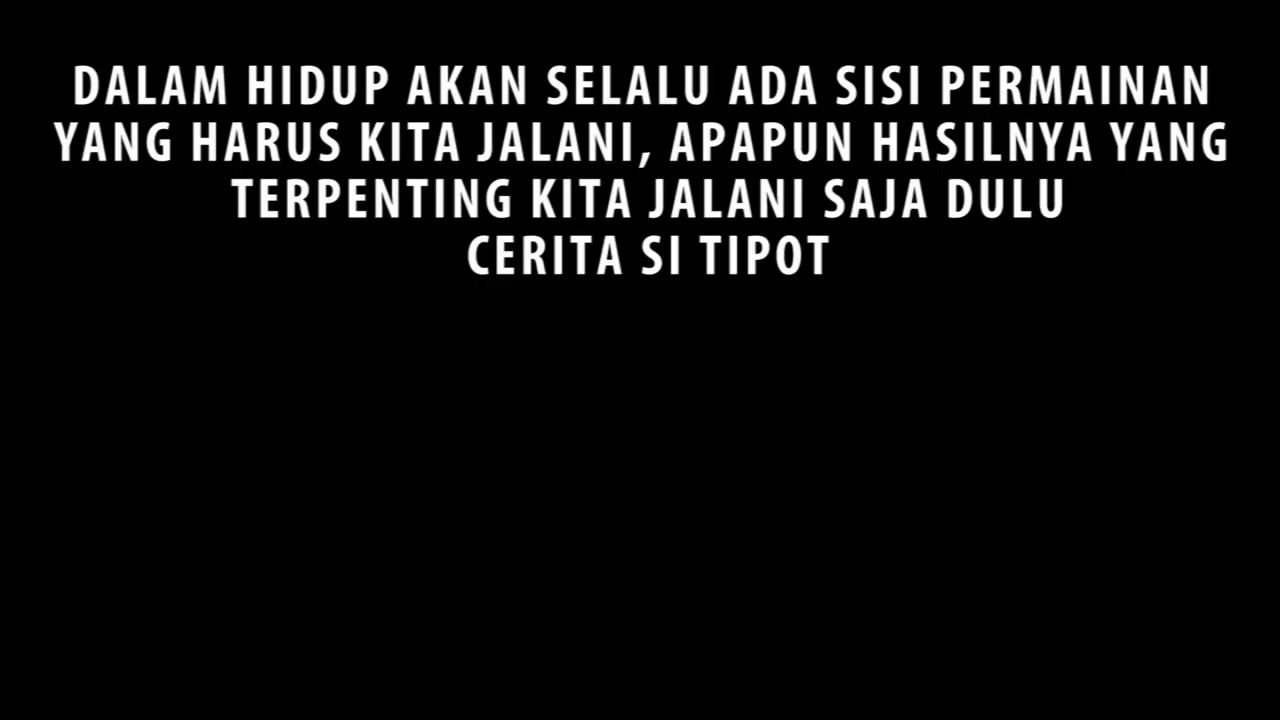 DALAM HIDUP AKAN SELALU ADA SISI PERMAINAN
YANG HARUS KITA JALANI, APAPUN HASILNYA YANG
TERPENTING KITA JALANI SAJA DULU
CERITA SI TIPOT